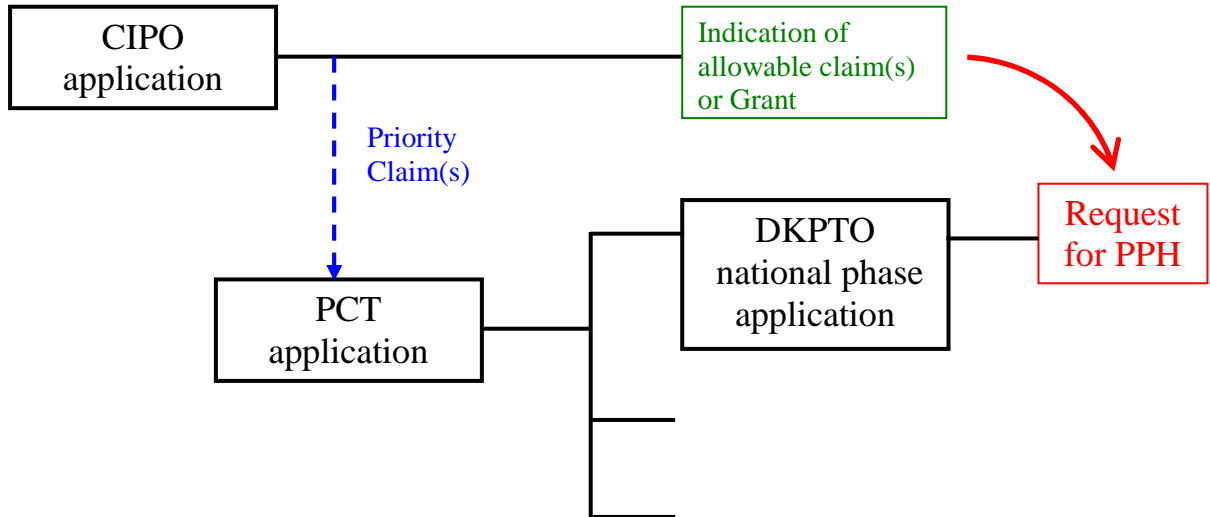 CIPO
application
Indication of
allowable claim(s)
or Grant
Priority
Claim(s)
Request
for PPH
DKPTO
national phase
application
PCT
application